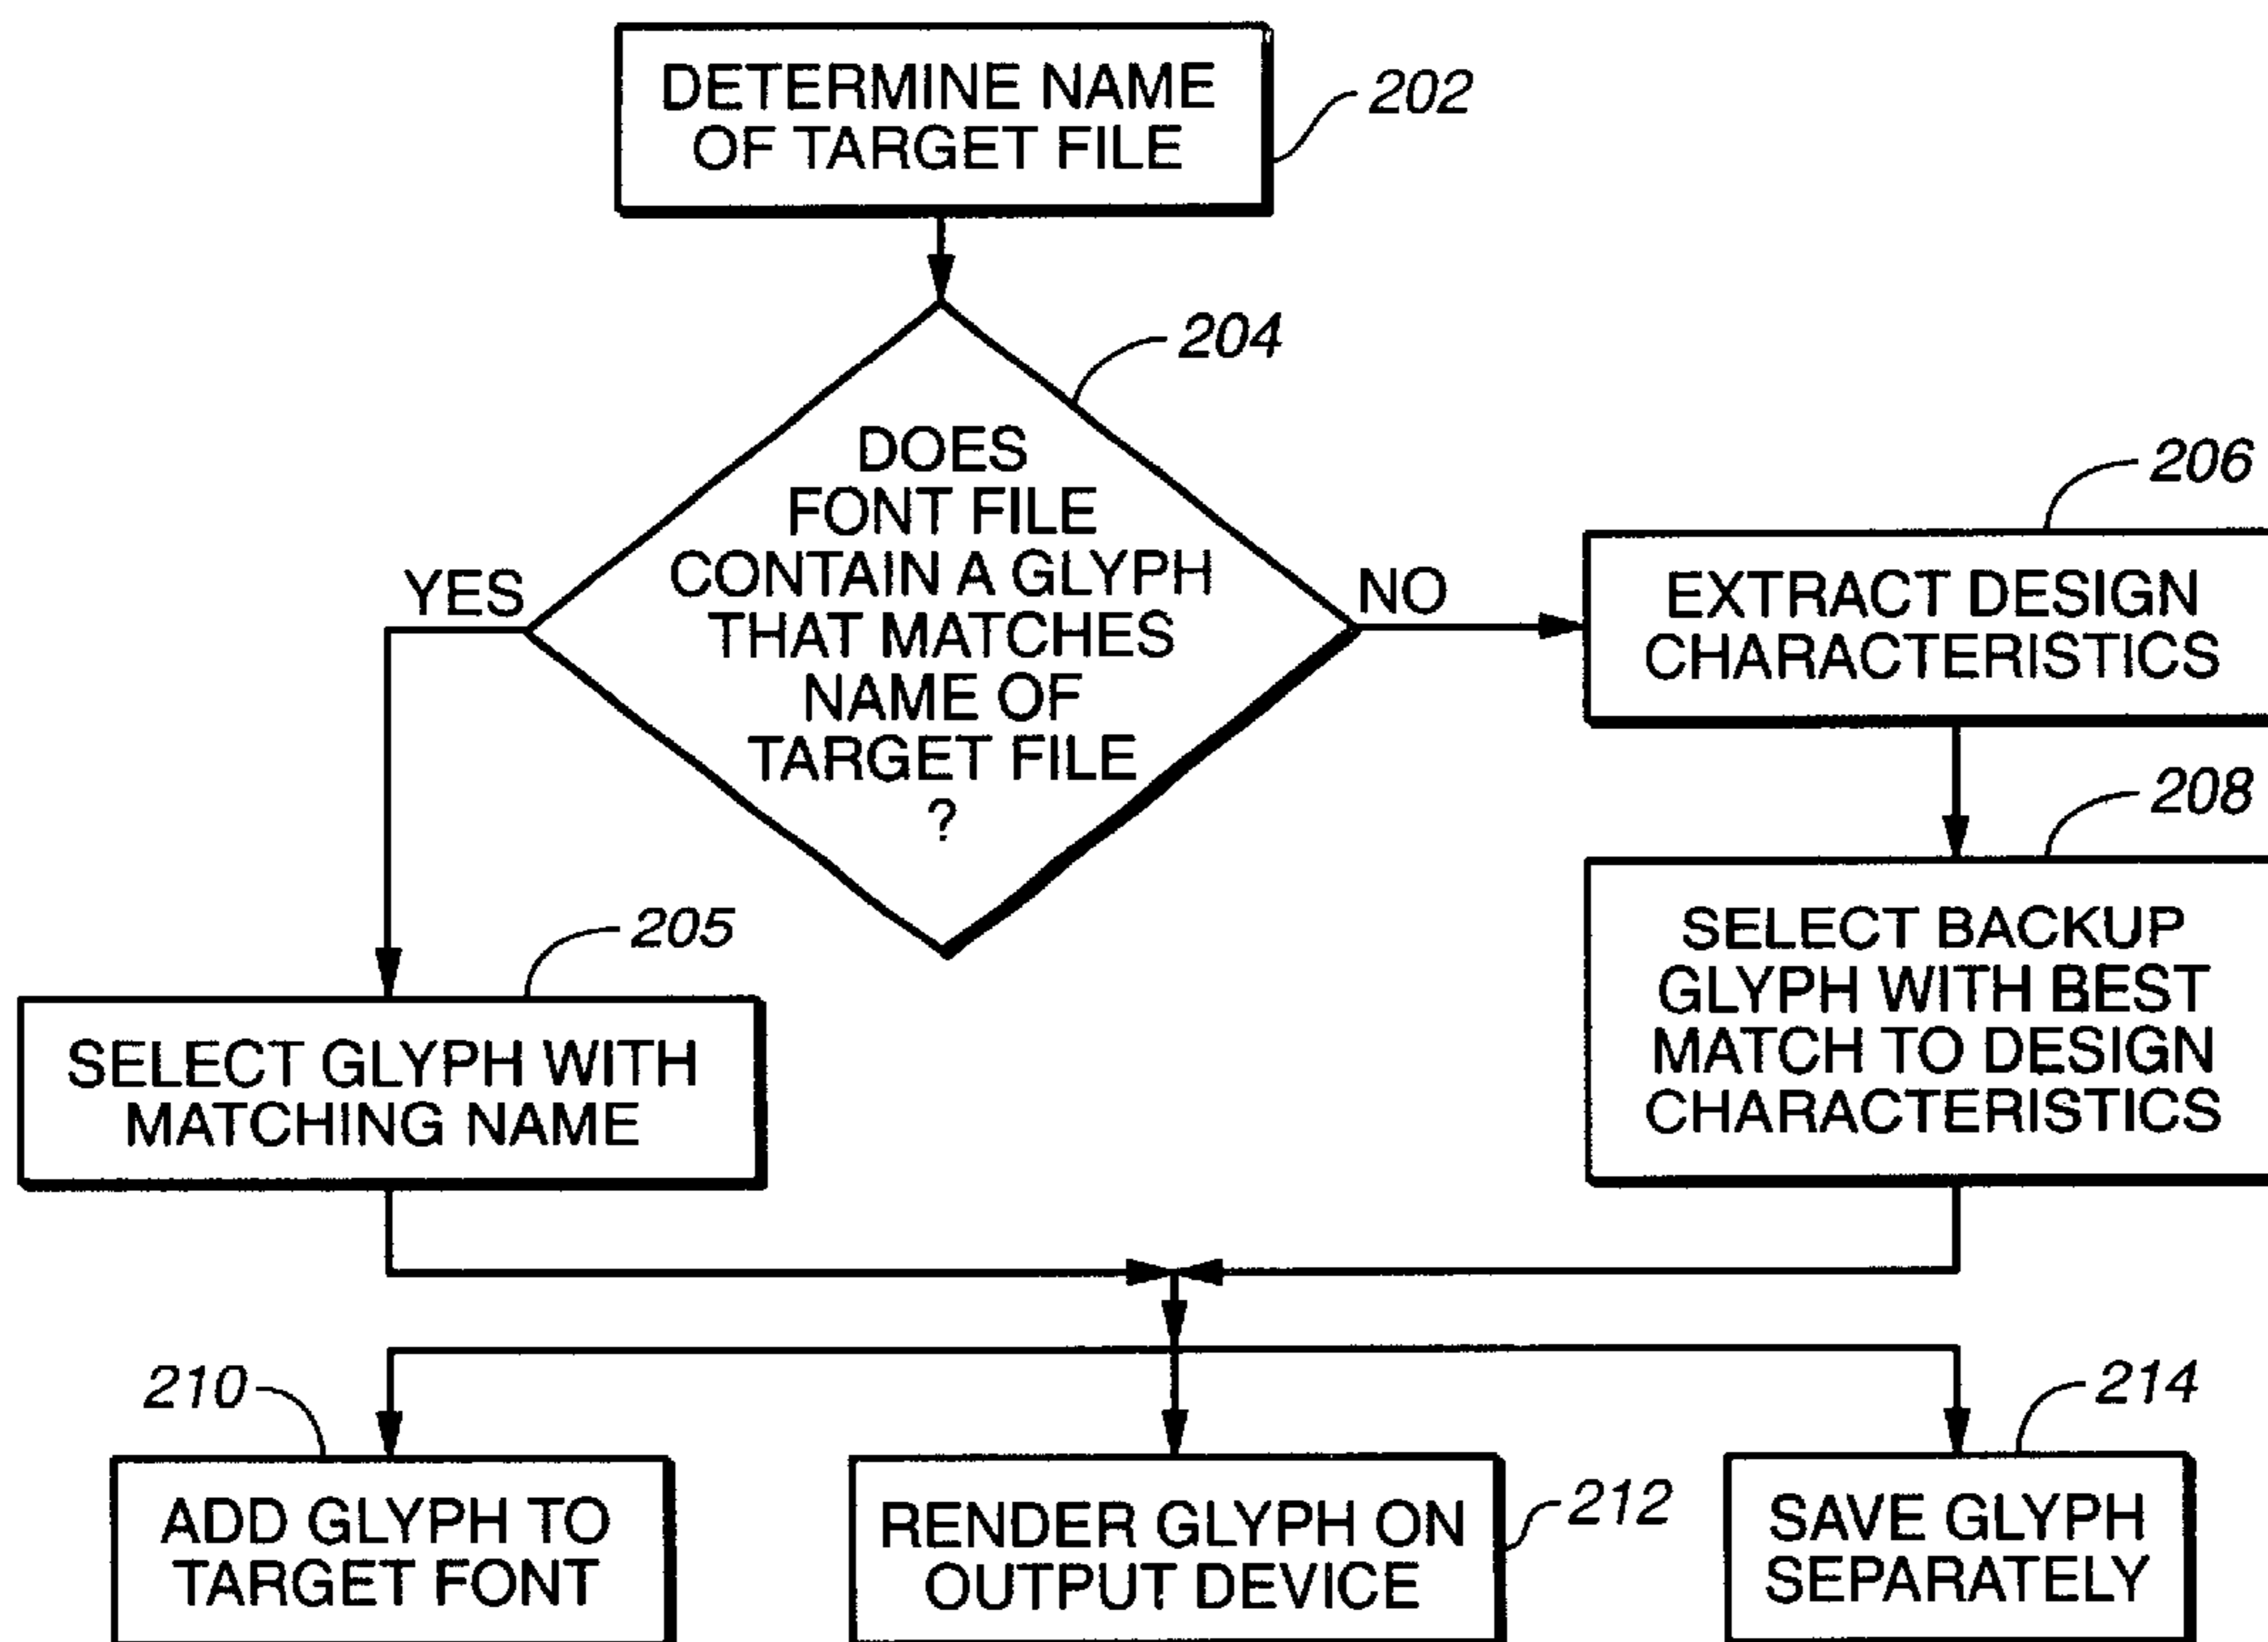 DETERMINE NAME
OF TARGET FILE
202
204
DOES
FONT FILE
CONTAIN A GLYPH
THAT MATCHES
NAME OF
TARGET FILE
?
YES
NO
206
EXTRACT DESIGN
CHARACTERISTICS
208
SELECT BACKUP
GLYPH WITH BEST
MATCH TO DESIGN
CHARACTERISTICS
205
SELECT GLYPH WITH
MATCHING NAME
210
ADD GLYPH TO
TARGET FONT
212
RENDER GLYPH ON
OUTPUT DEVICE
214
SAVE GLYPH
SEPARATELY